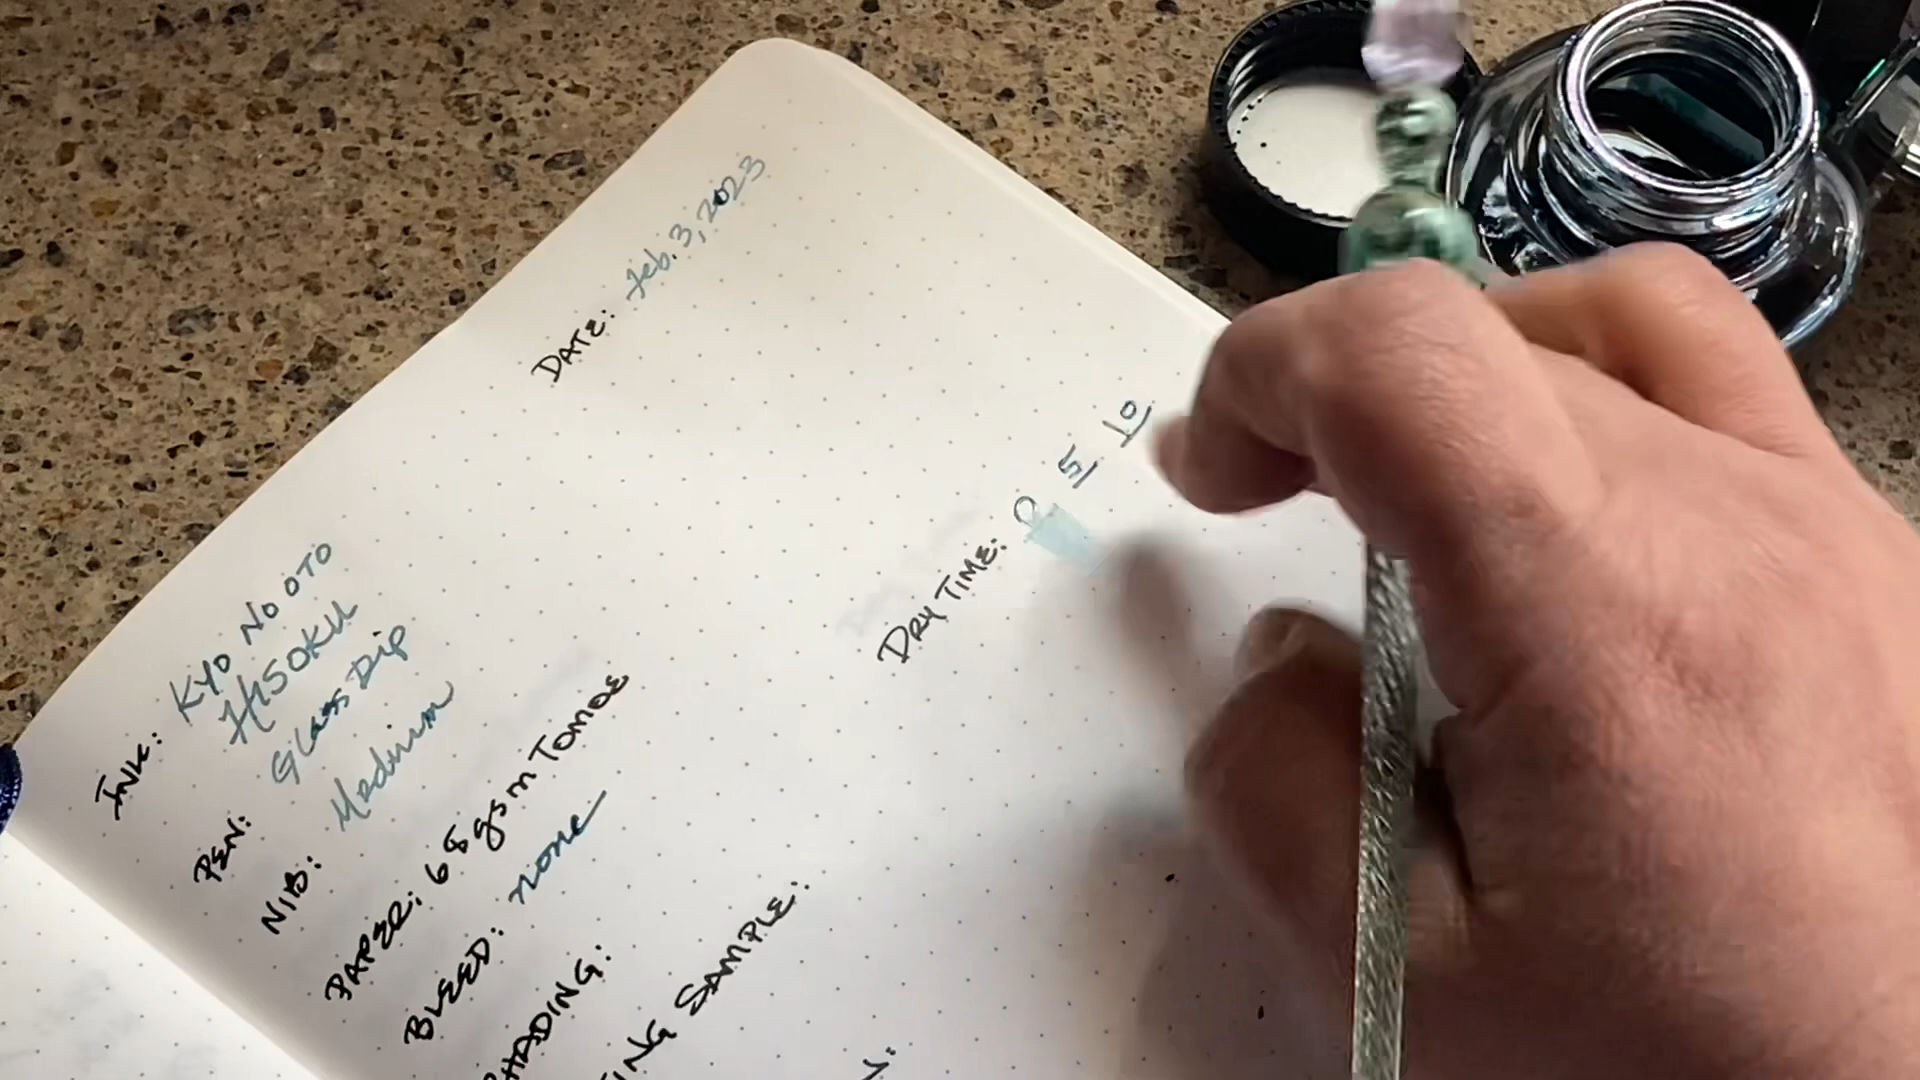 DATE: Feb. 3, 2023
INK: KYO NO OTO
HISOKU
PEN: Glass Dip
NIB: Medium
PAPER: 68 gsm TOMOE
BLEED: none
SHADING:
SAMPLE:
DRY TIME: 0 5 10